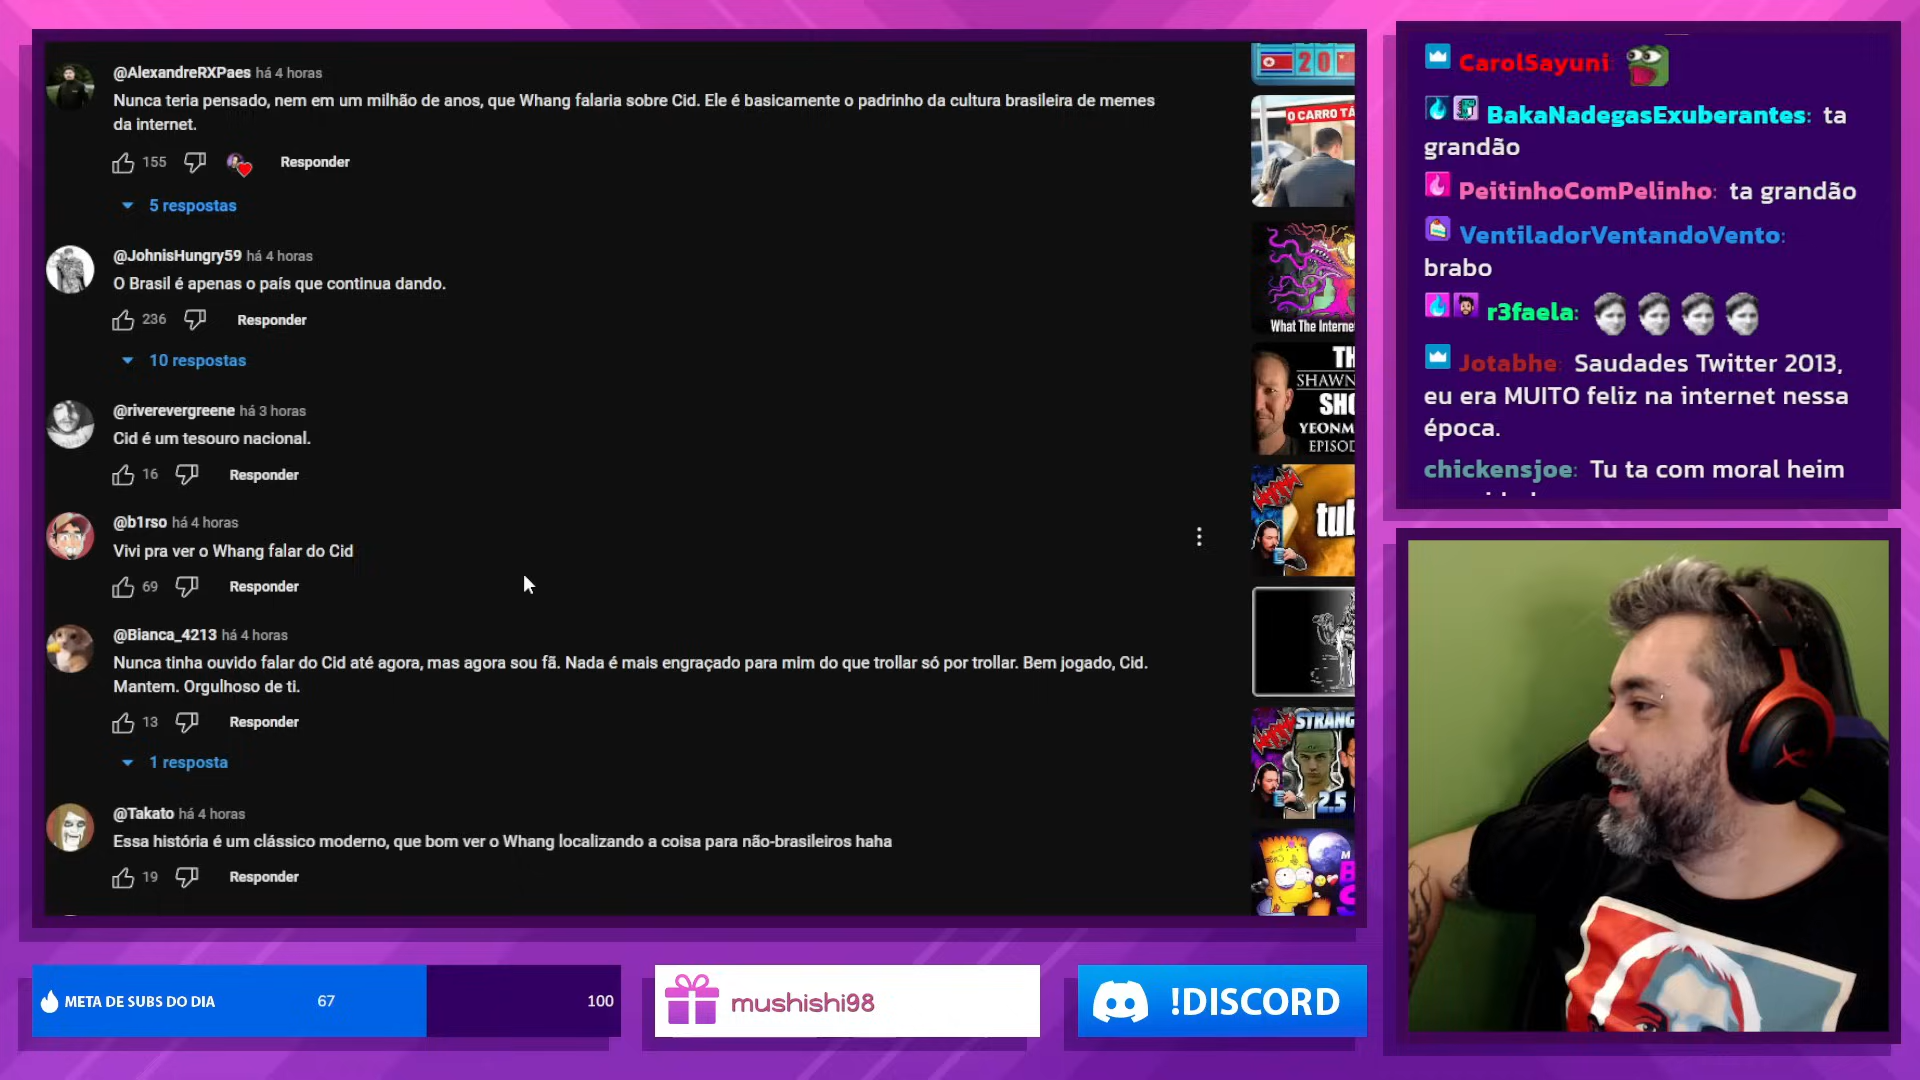 @AlexandreRXPaes há 4 horas
Nunca teria pensado, nem em um milhão de anos, que Whang falaria sobre Cid. Ele é basicamente o padrinho da cultura brasileira de memes
da internet.
155 Responder
5 respostas
@JohnisHungry59 há 4 horas
O Brasil é apenas o país que continua dando.
236 Responder
10 respostas
@riverevergreene há 3 horas
Cid é um tesouro nacional.
16 Responder
@b1rso há 4 horas
Vivi pra ver o Whang falar do Cid
69 Responder
@Bianca_4213 há 4 horas
Nunca tinha ouvido falar do Cid até agora, mas agora sou fã. Nada é mais engraçado para mim do que trollar só por trollar. Bem jogado, Cid.
Mantem. Orgulhoso de ti.
13 Responder
1 resposta
@Takato há 4 horas
Essa história é um clássico moderno, que bom ver o Whang localizando a coisa para não-brasileiros haha
19 Responder
20
O CARRO TÁ
What The Interne
TH
SHAWN
SHO
YEONM
EPISOD
tub
STRANG
2.5
CarolSayuni:
BakaNadegasExuberantes: ta
grandão
PeitinhoComPelinho: ta grandão
VentiladorVentandoVento:
brabo
r3faela:
Jotabhe: Saudades Twitter 2013,
eu era MUITO feliz na internet nessa
época.
chickensjoe: Tu ta com moral heim
META DE SUBS DO DIA 67 100
mushishi98
!DISCORD